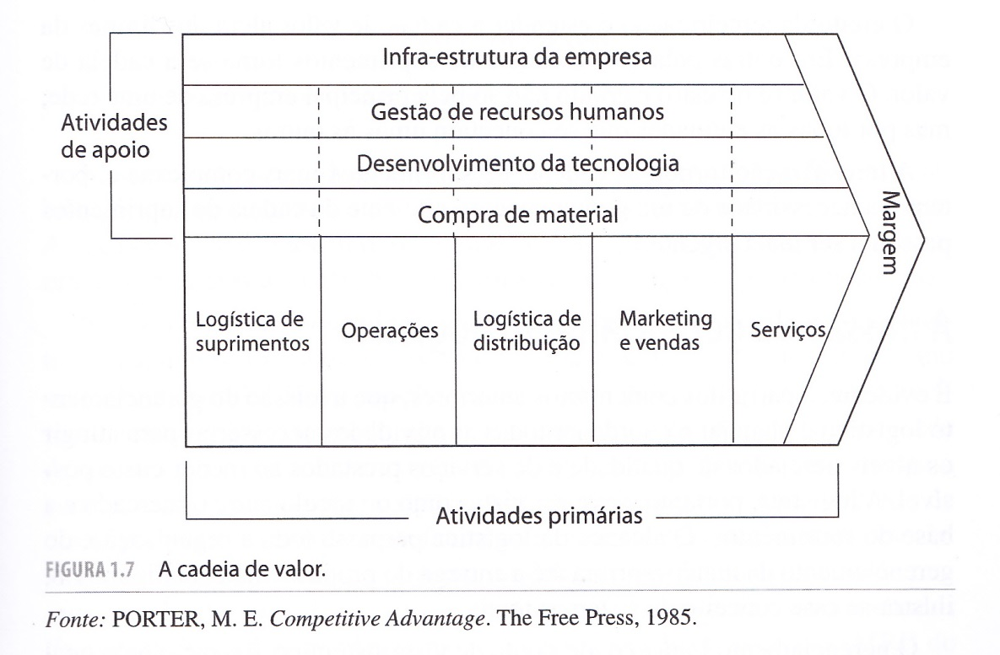 Infra-estrutura da empresa
Gestão de recursos humanos
Desenvolvimento da tecnologia
Compra de material
Atividades
de apoio
Margem
Logística de
suprimentos
Operações
Logística de
distribuição
Marketing
e vendas
Serviços
Atividades primárias
FIGURA 1.7 A cadeia de valor.
Fonte: PORTER, M. E. Competitive Advantage. The Free Press, 1985.